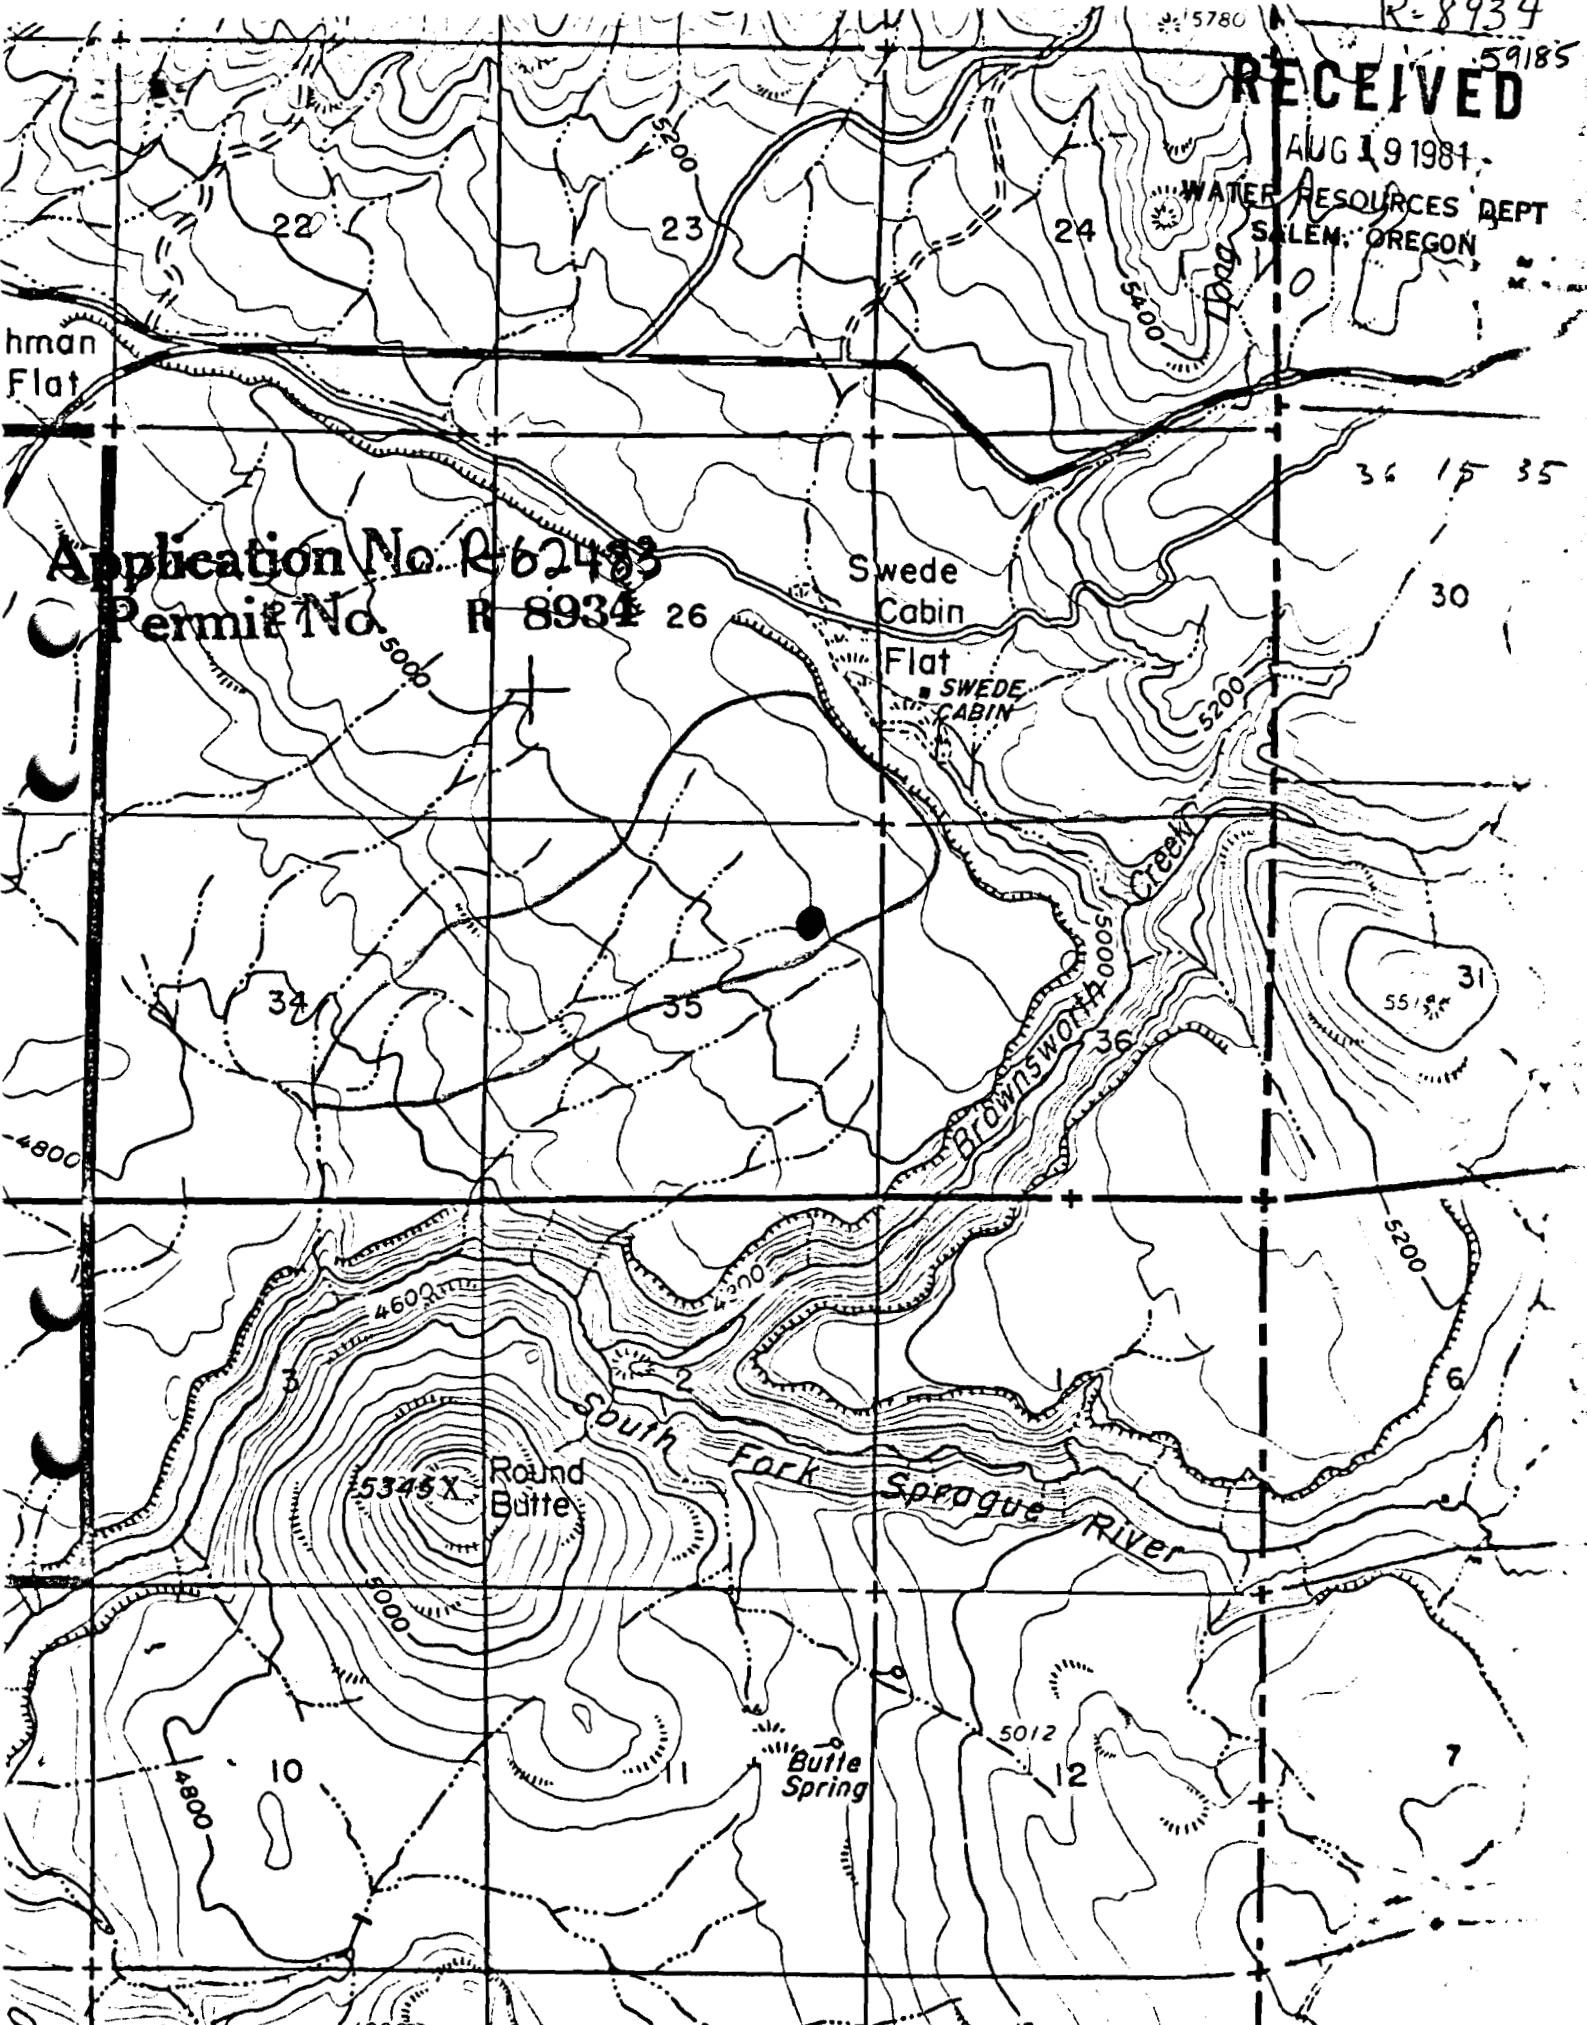 R-8934
5780
59185
RECEIVED
AUG 19 1981
WATER RESOURCES DEPT
SALEM, OREGON
5200
22
23
24
Long
5400
hman
Flat
36 15 35
Application No. R-62483
Permit No. R 8934
27
26
Swede
Cabin
Flat
SWEDE
CABIN
30
5000
5200
Creek
5000
34
35
Brownsworth
36
31
4800
5200
4600
3
2
1
6
South Fork Sprague River
5345X
Round
Butte
5000
5012
10
11
Butte
Spring
12
7
4800